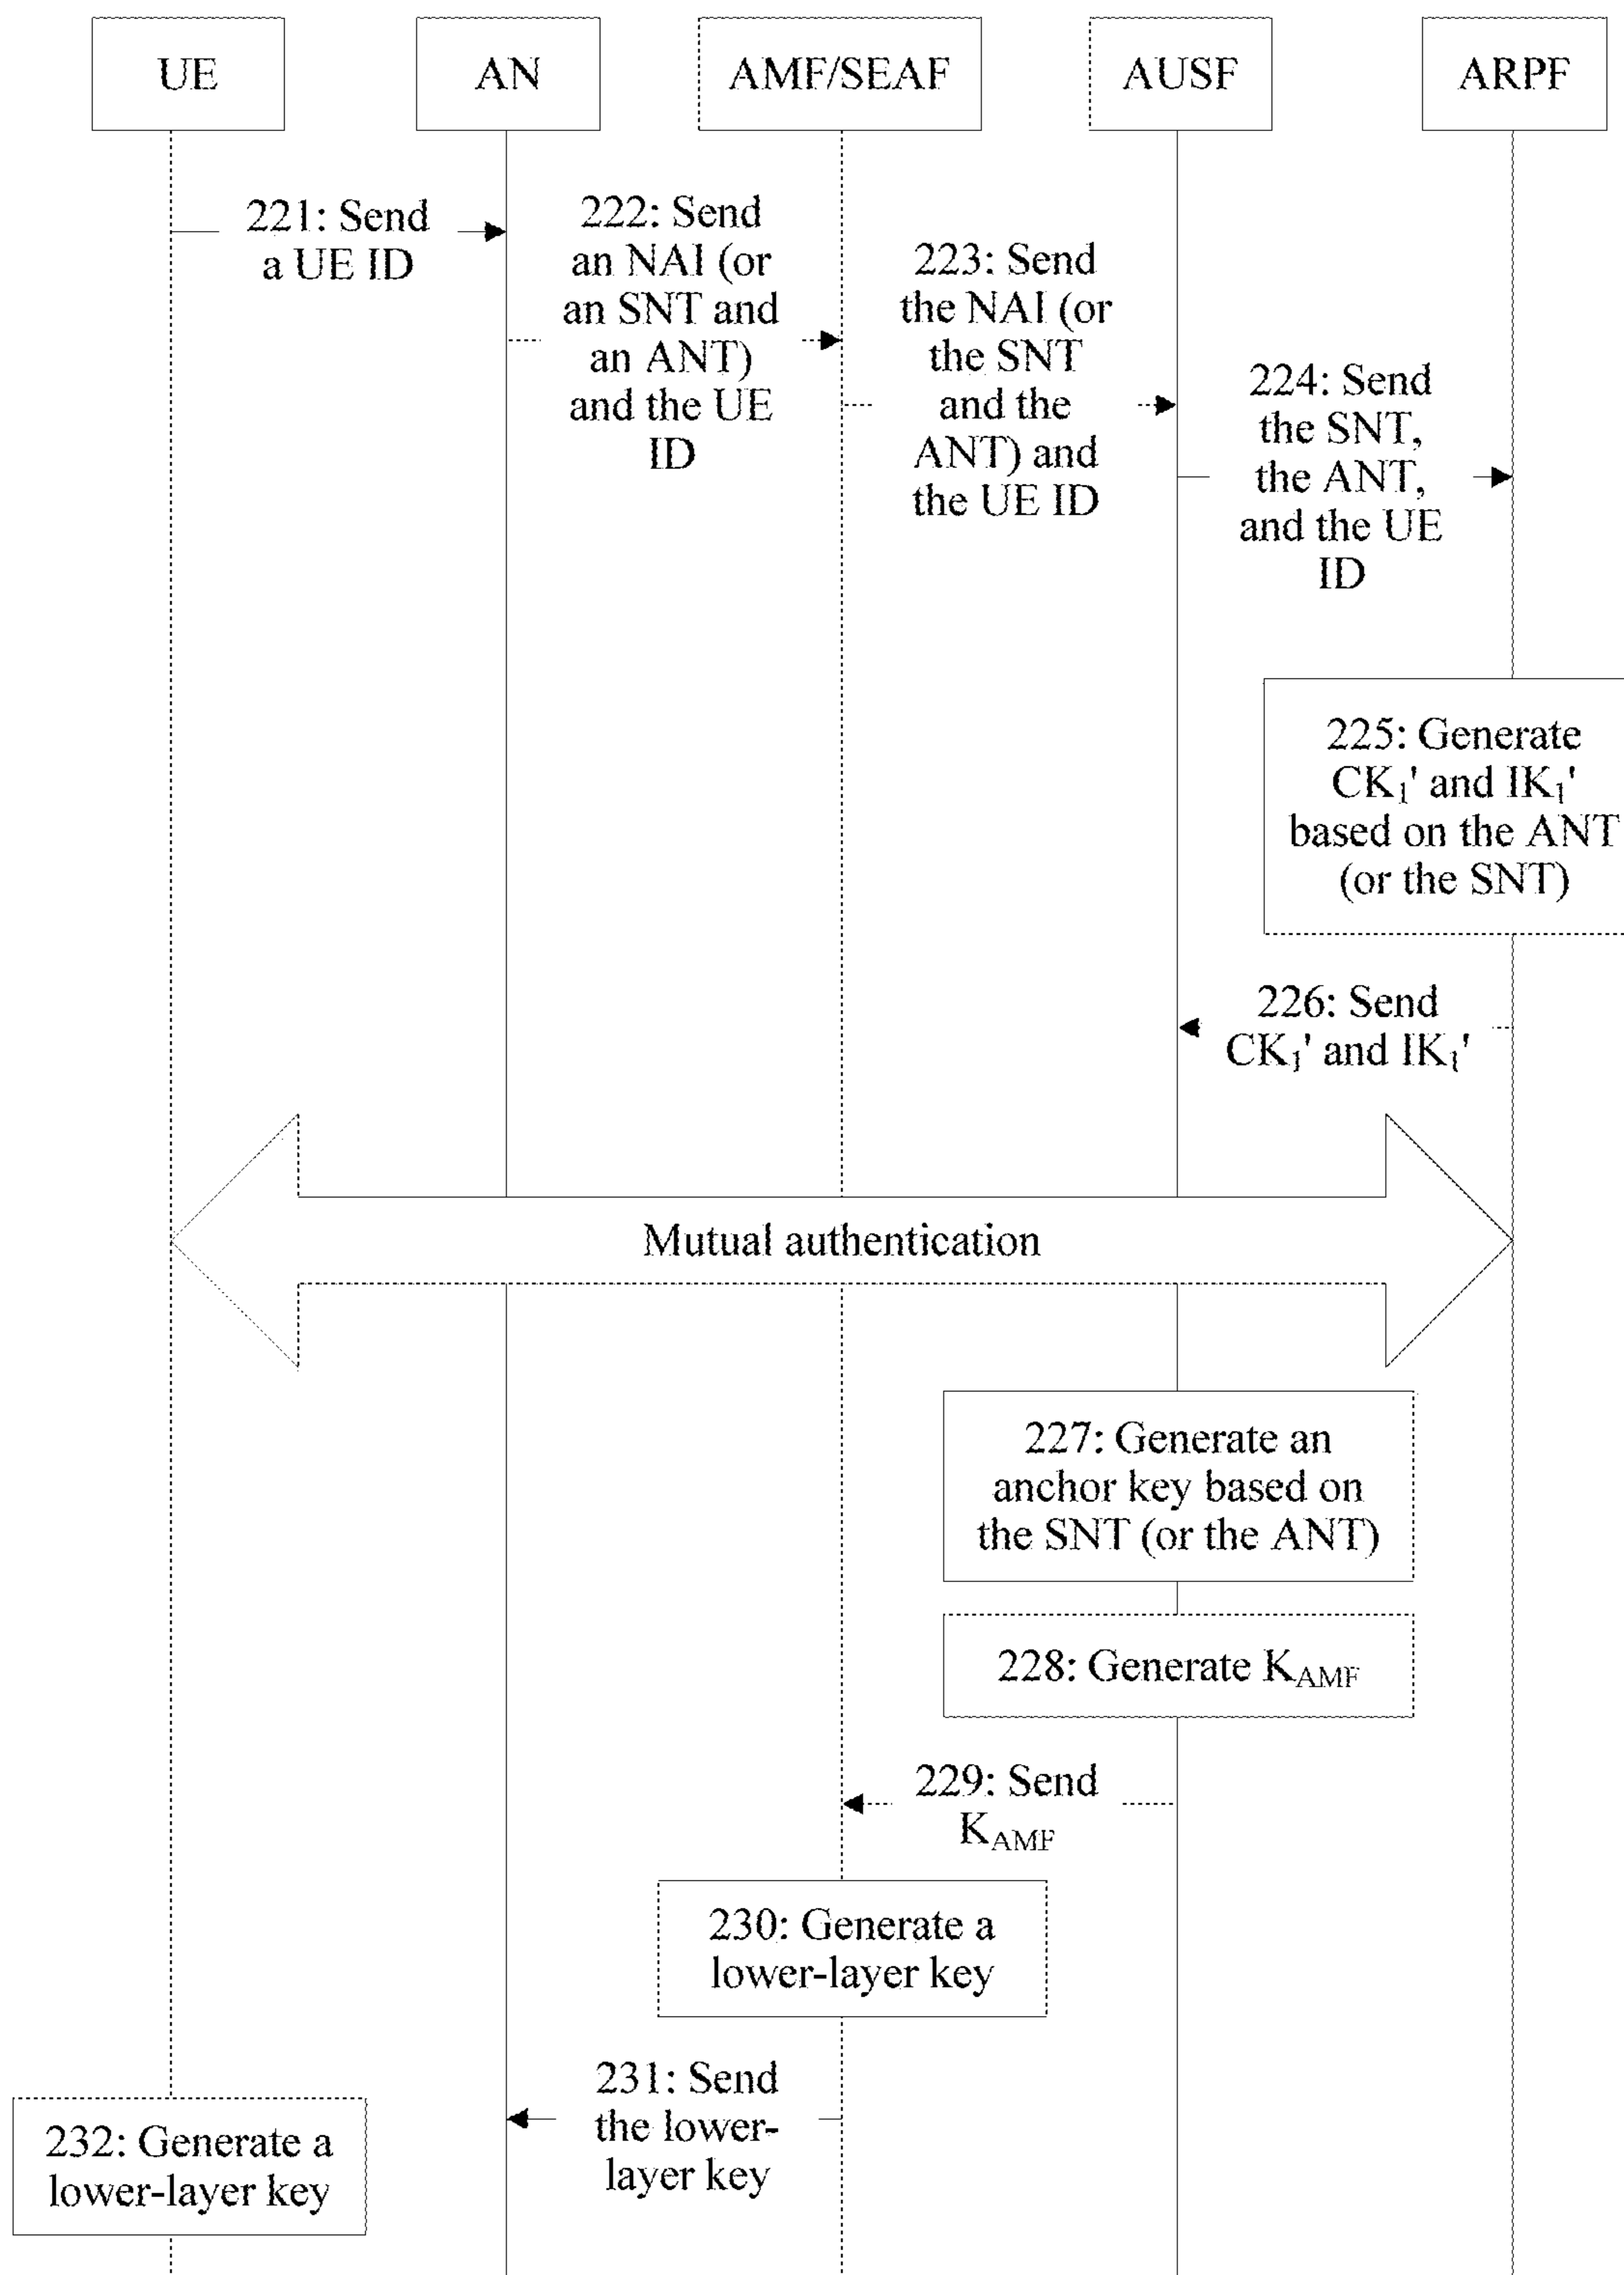 UE
AN
AMF/SEAF
AUSF
ARPF
221: Send
a UE ID
222: Send
an NAI (or
an SNT and
an ANT)
and the UE
ID
223: Send
the NAI (or
the SNT
and the
ANT) and
the UE ID
224: Send
the SNT,
the ANT,
and the UE
ID
225: Generate
CK₁' and IK₁'
based on the ANT
(or the SNT)
226: Send
CK₁' and IK₁'
Mutual authentication
227: Generate an
anchor key based on
the SNT (or the ANT)
228: Generate K_AMF
229: Send
K_AMF
230: Generate a
lower-layer key
231: Send
the lower-
layer key
232: Generate a
lower-layer key